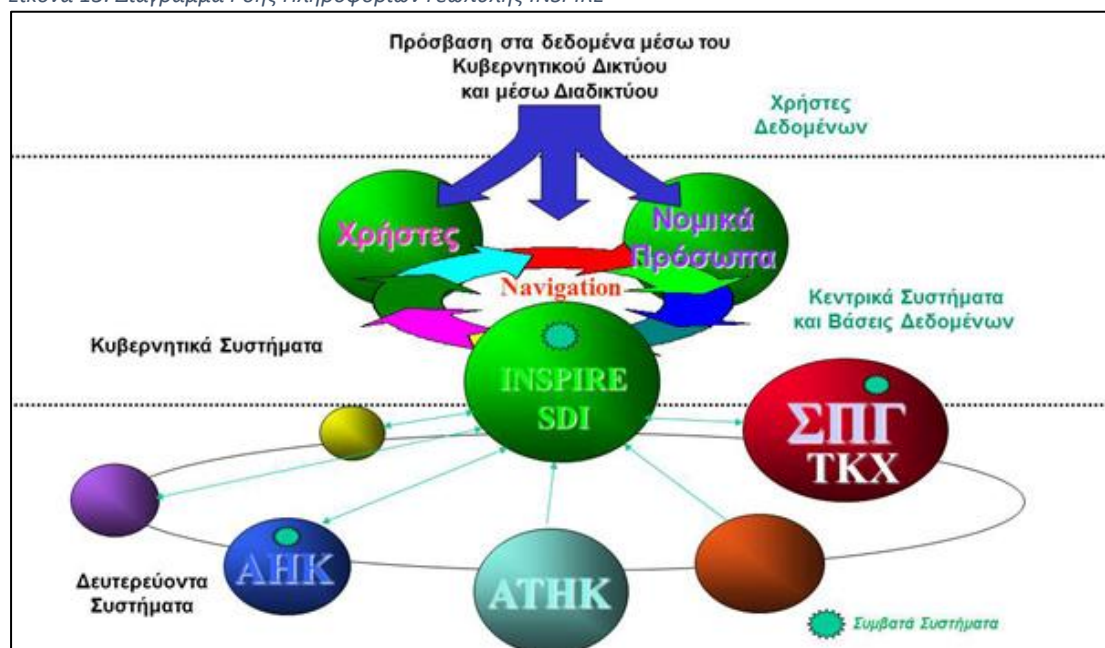 Πρόσβαση στα δεδομένα μέσω του
Κυβερνητικού Δικτύου
και μέσω Διαδικτύου
Χρήστες
Δεδομένων
Χρήστες
Νομικά
Πρόσωπα
Navigation
Κεντρικά Συστήματα
και Βάσεις Δεδομένων
Κυβερνητικά Συστήματα
INSPIRE
SDI
ΣΠΓ
ΤΚΧ
ΑΗΚ
ΑΤΗΚ
Δευτερεύοντα
Συστήματα
Συμβατά Συστήματα